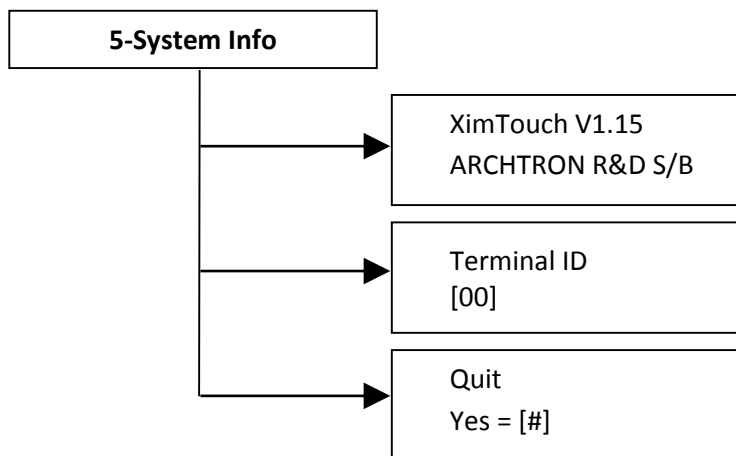 5-System Info
XimTouch V1.15
ARCHTRON R&D S/B
Terminal ID
[00]
Quit
Yes = [#]